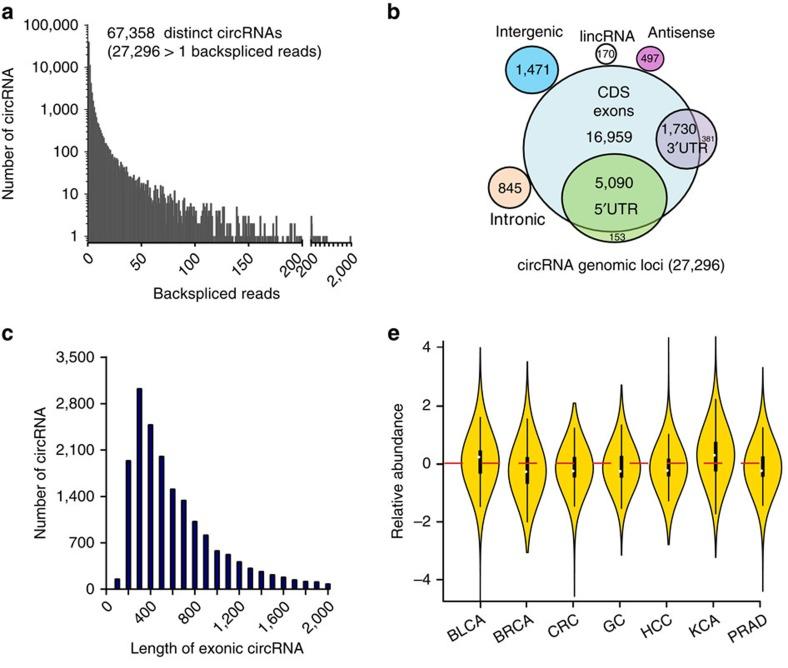 a
67,358 distinct circRNAs
(27,296 > 1 backspliced reads)
Number of circRNA
100,000
10,000
1,000
100
10
1
0
50
100
150
200
200
2,000
Backspliced reads
b
Intergenic
lincRNA
Antisense
1,471
170
497
CDS
exons
16,959
1,730
381
3′UTR
845
Intronic
5,090
5′UTR
153
circRNA genomic loci (27,296)
c
Number of circRNA
3,500
2,800
2,100
1,400
700
0
0
400
800
1,200
1,600
2,000
Length of exonic circRNA
e
Relative abundance
4
2
0
−2
−4
BLCA
BRCA
CRC
GC
HCC
KCA
PRAD